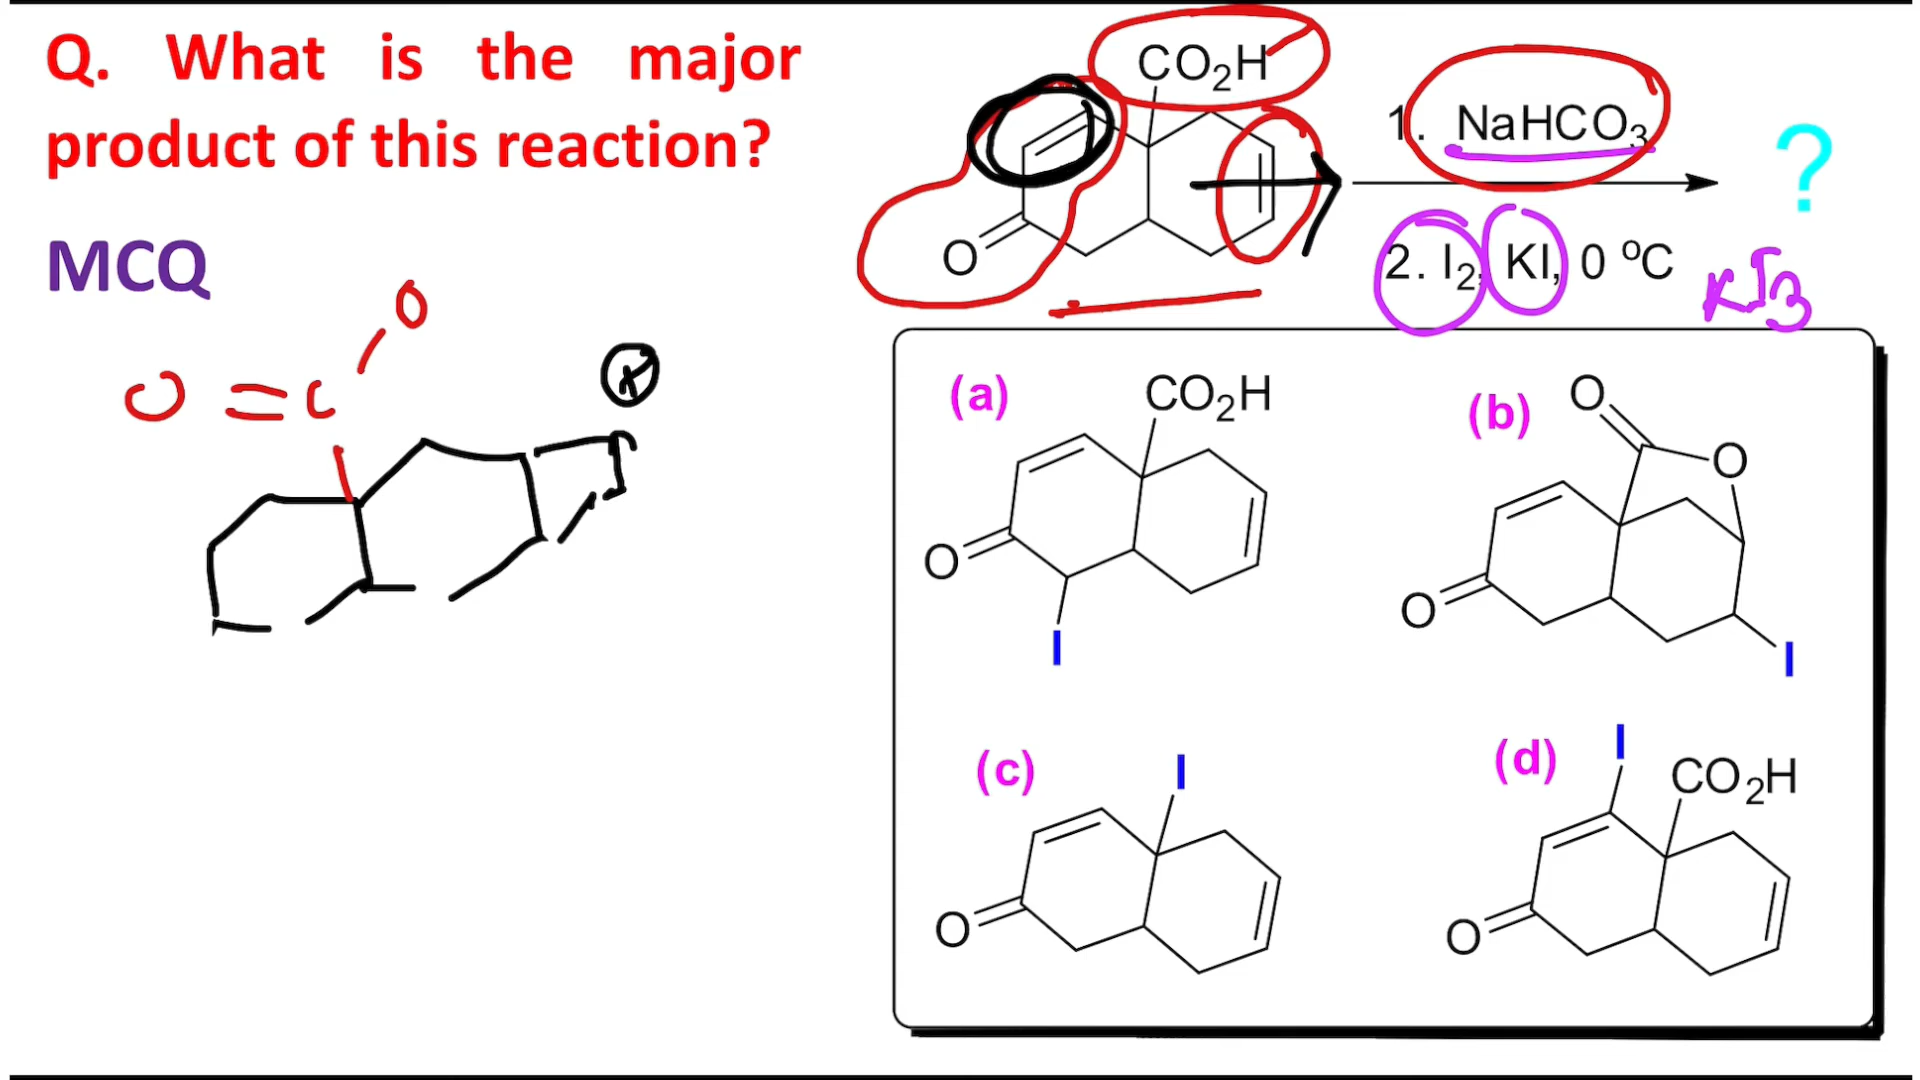 Q. What is the major
product of this reaction?
MCQ
CO2H
O
1. NaHCO3
2. I2, KI, 0 ºC
?
KI3
O
O = C
+
(a)
CO2H
O
I
(b)
O
O
O
I
(c)
I
O
(d)
I
CO2H
O